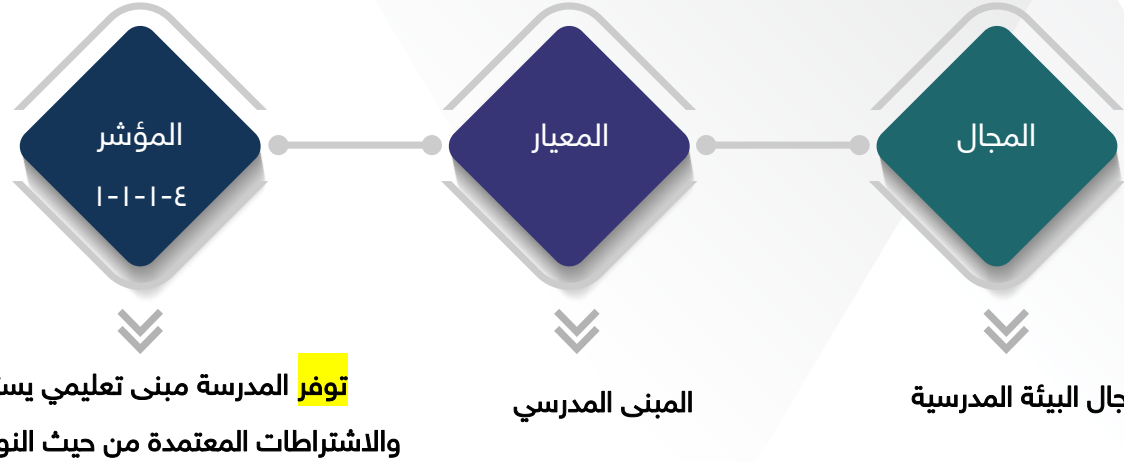 المجال
المعيار
المؤشر
٤-١-١-١
البيئة المدرسية
المبنى المدرسي
توفر المدرسة مبنى تعليمي
والاشتراطات المعتمدة من حيث